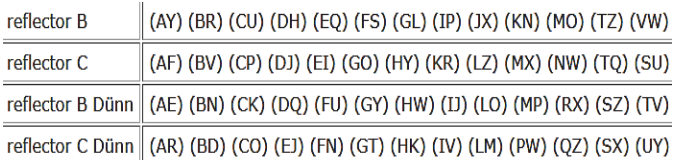 reflector B (AY) (BR) (CU) (DH) (EQ) (FS) (GL) (IP) (JX) (KN) (MO) (TZ) (VW)
reflector C (AF) (BV) (CP) (DJ) (EI) (GO) (HY) (KR) (LZ) (MX) (NW) (TQ) (SU)
reflector B Dünn (AE) (BN) (CK) (DQ) (FU) (GY) (HW) (IJ) (LO) (MP) (RX) (SZ) (TV)
reflector C Dünn (AR) (BD) (CO) (EJ) (FN) (GT) (HK) (IV) (LM) (PW) (QZ) (SX) (UY)